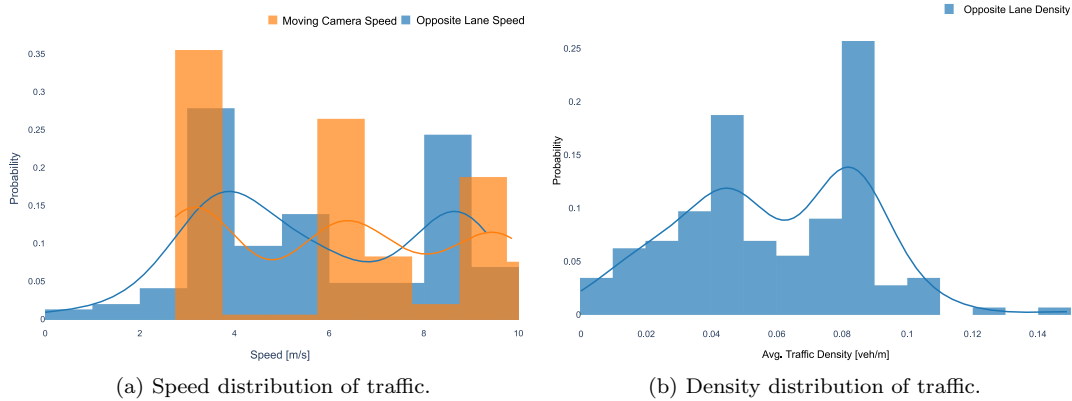 Moving Camera Speed Opposite Lane Speed
Probability
0.35
0.3
0.25
0.2
0.15
0.1
0.05
0
0 2 4 6 8 10
Speed [m/s]
(a) Speed distribution of traffic.
Opposite Lane Density
Probability
0.25
0.2
0.15
0.1
0.05
0
0 0.02 0.04 0.06 0.08 0.1 0.12 0.14
Avg. Traffic Density [veh/m]
(b) Density distribution of traffic.